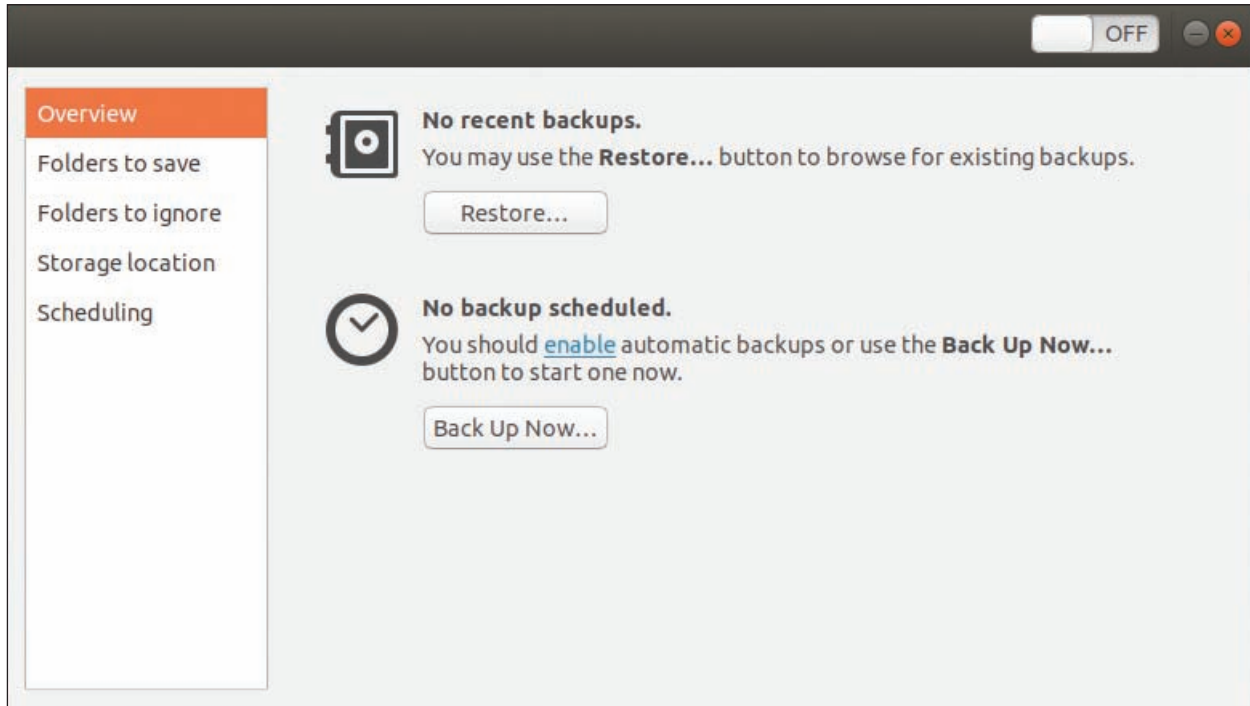 OFF
Overview
Folders to save
Folders to ignore
Storage location
Scheduling
No recent backups.
You may use the Restore... button to browse for existing backups.
Restore...
No backup scheduled.
You should enable automatic backups or use the Back Up Now...
button to start one now.
Back Up Now...